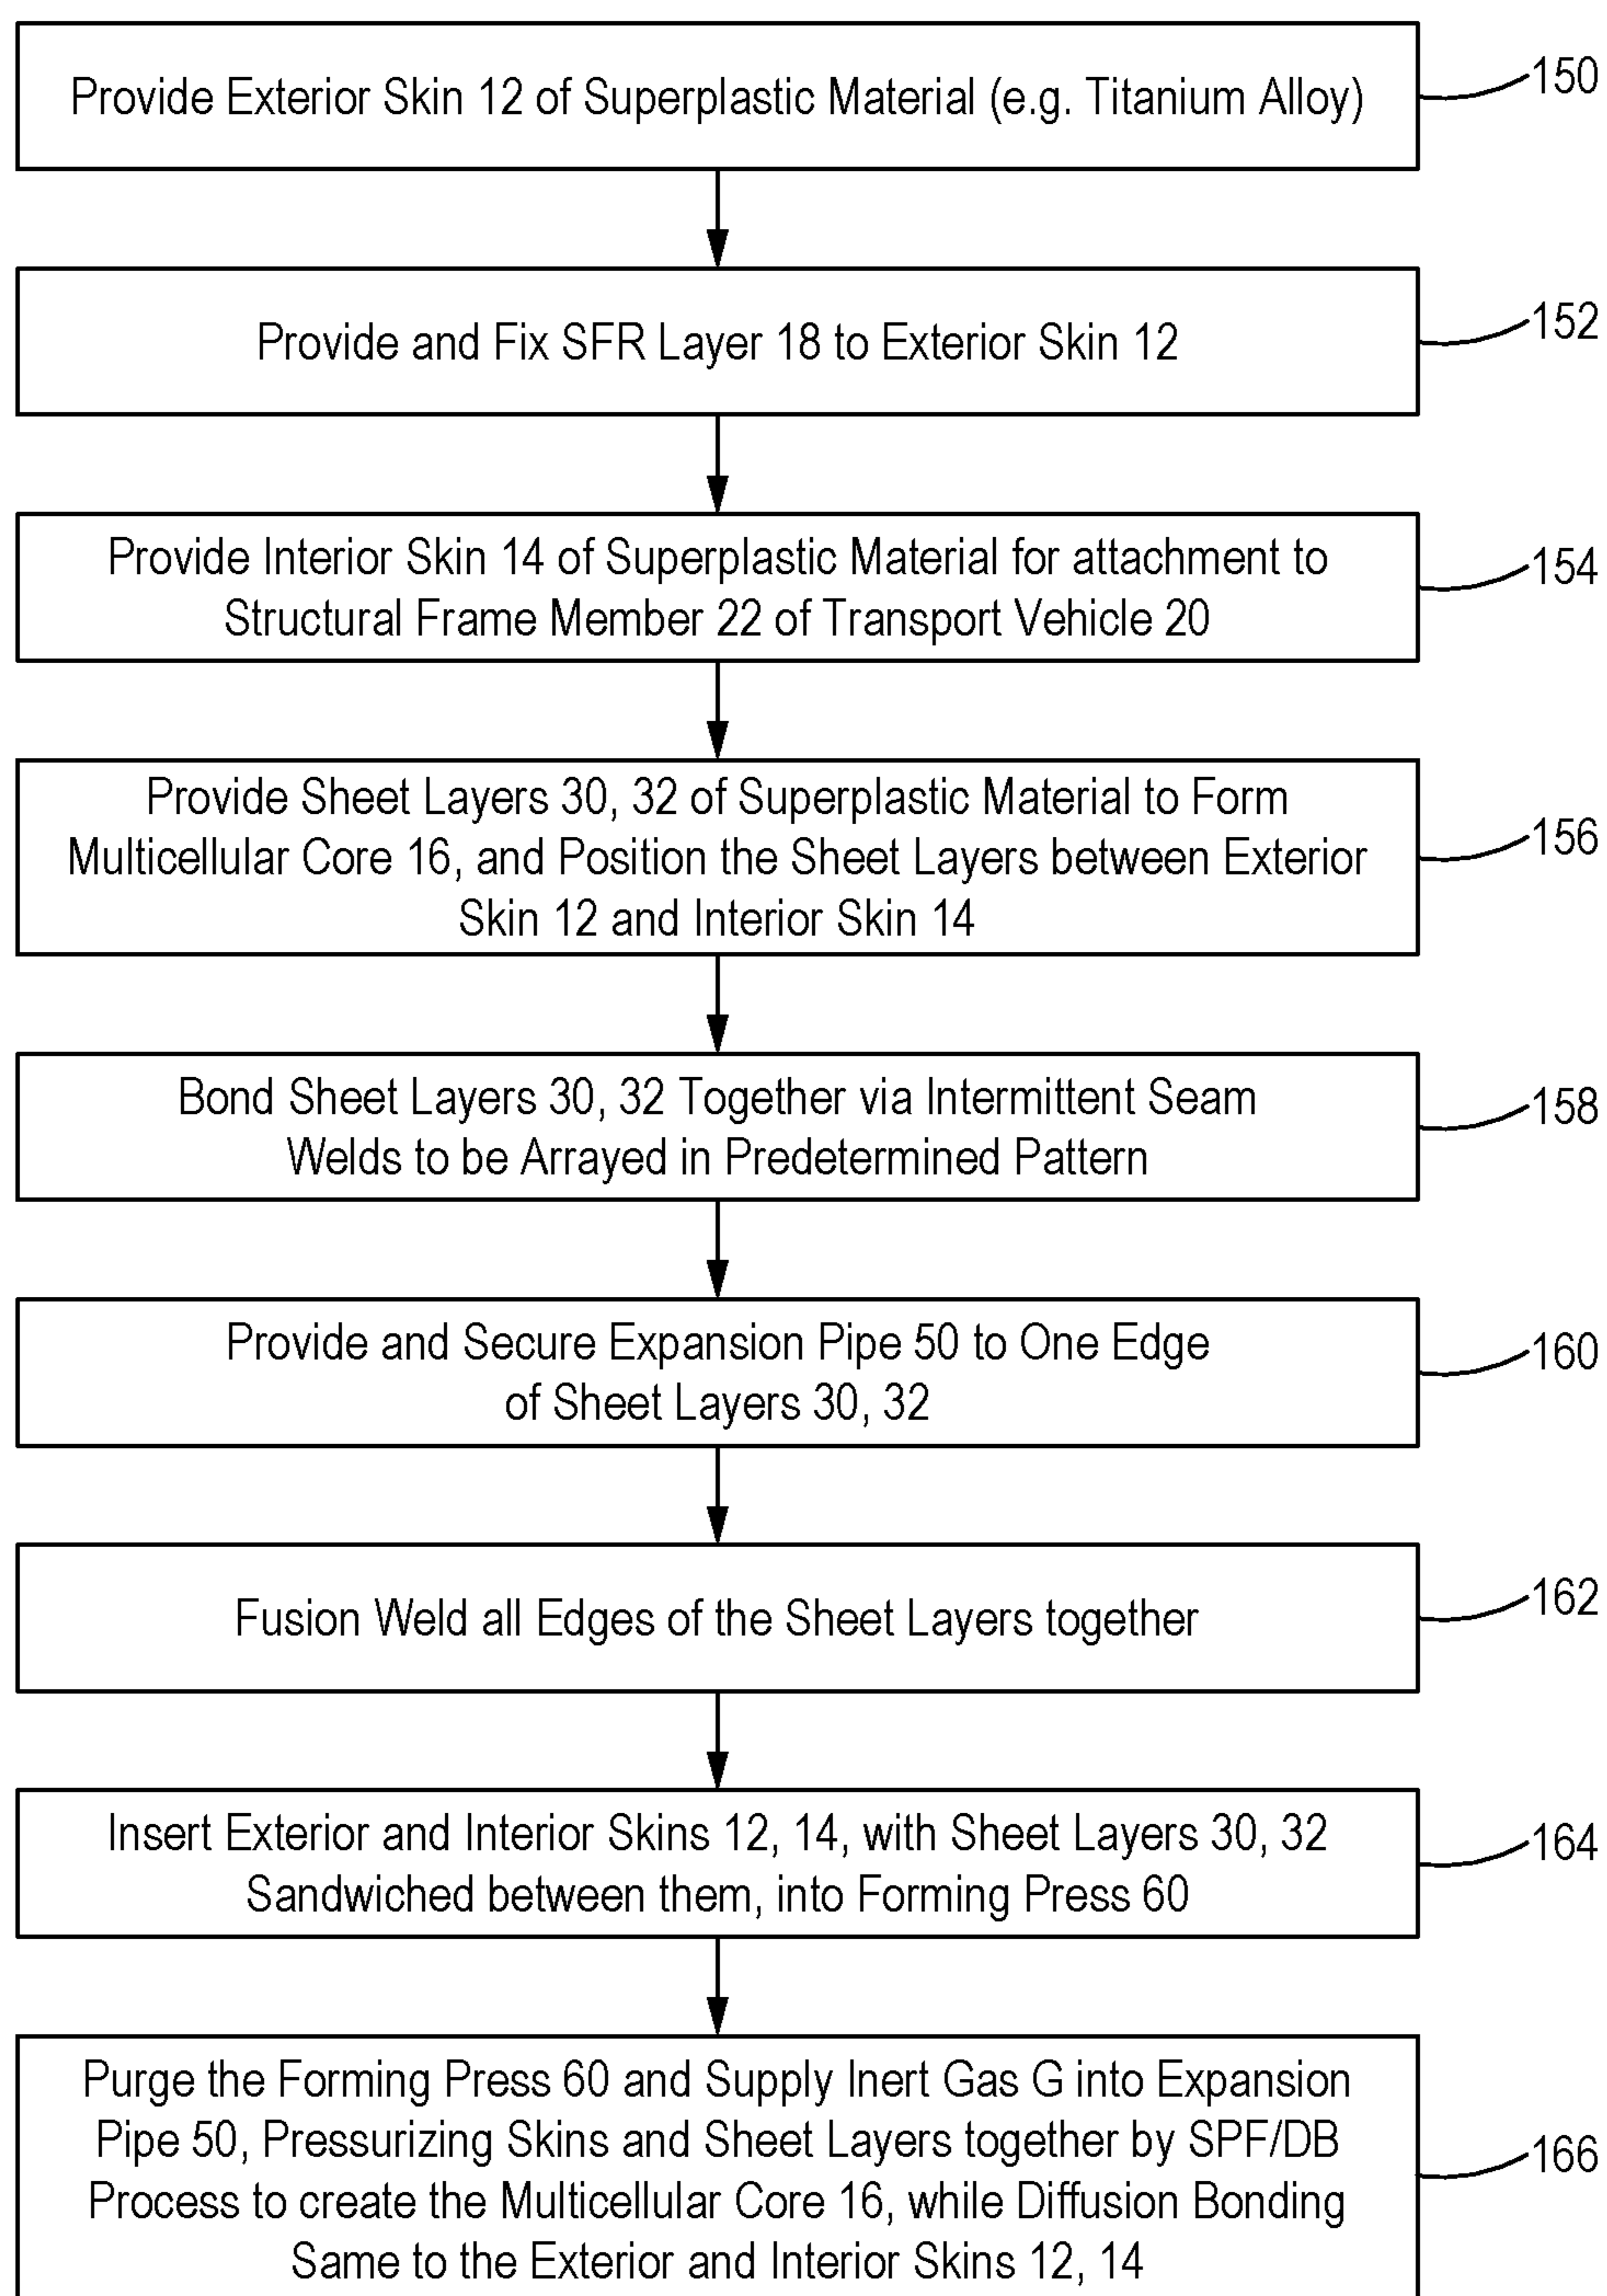 Provide Exterior Skin 12 of Superplastic Material (e.g. Titanium Alloy)
150
Provide and Fix SFR Layer 18 to Exterior Skin 12
152
Provide Interior Skin 14 of Superplastic Material for attachment to
Structural Frame Member 22 of Transport Vehicle 20
154
Provide Sheet Layers 30, 32 of Superplastic Material to Form
Multicellular Core 16, and Position the Sheet Layers between Exterior
Skin 12 and Interior Skin 14
156
Bond Sheet Layers 30, 32 Together via Intermittent Seam
Welds to be Arrayed in Predetermined Pattern
158
Provide and Secure Expansion Pipe 50 to One Edge
of Sheet Layers 30, 32
160
Fusion Weld all Edges of the Sheet Layers together
162
Insert Exterior and Interior Skins 12, 14, with Sheet Layers 30, 32
Sandwiched between them, into Forming Press 60
164
Purge the Forming Press 60 and Supply Inert Gas G into Expansion
Pipe 50, Pressurizing Skins and Sheet Layers together by SPF/DB
Process to create the Multicellular Core 16, while Diffusion Bonding
Same to the Exterior and Interior Skins 12, 14
166